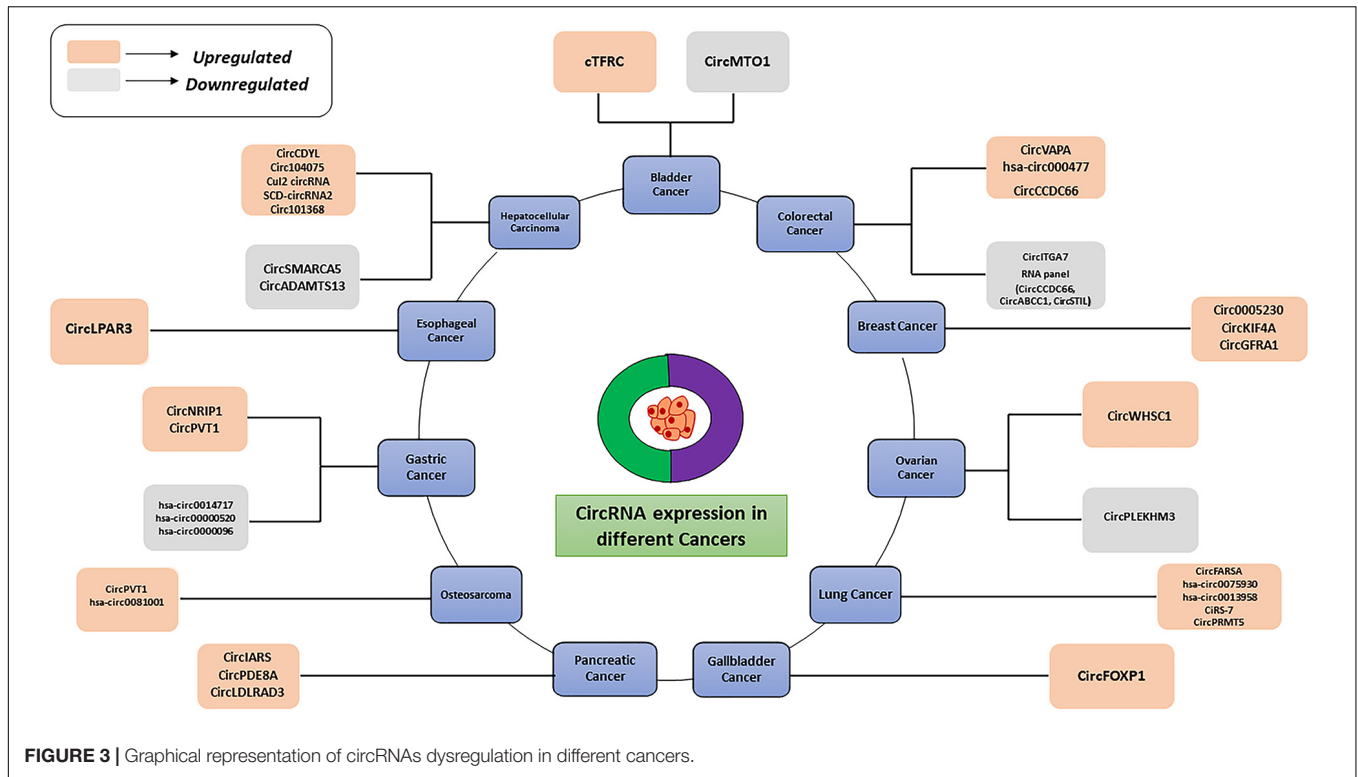 Upregulated
Downregulated
cTFRC
CircMTO1
Bladder
Cancer
CircCDYL
Circ104075
Cul2 circRNA
SCD-circRNA2
Circ101368
CircSMARCA5
CircADAMTS13
Hepatocellular
Carcinoma
Colorectal
Cancer
CircVAPA
hsa-circ000477
CircCCDC66
CircITGA7
RNA panel
(CircCCDC66,
CircABCC1, CircSTIL)
CircLPAR3
Esophageal
Cancer
Breast Cancer
Circ0005230
CircKIF4A
CircGFRA1
CircNRIP1
CircPVT1
hsa-circ0014717
hsa-circ00000520
hsa-circ0000096
Gastric
Cancer
Ovarian
Cancer
CircWHSC1
CircPLEKHM3
CircRNA expression in
different Cancers
CircPVT1
hsa-circ0081001
Osteosarcoma
Lung Cancer
CircFARSA
hsa-circ0075930
hsa-circ0013958
CiRS-7
CircPRMT5
CircIARS
CircPDE8A
CircLDLRAD3
Pancreatic
Cancer
Gallbladder
Cancer
CircFOXP1
FIGURE 3 | Graphical representation of circRNAs dysregulation in different cancers.